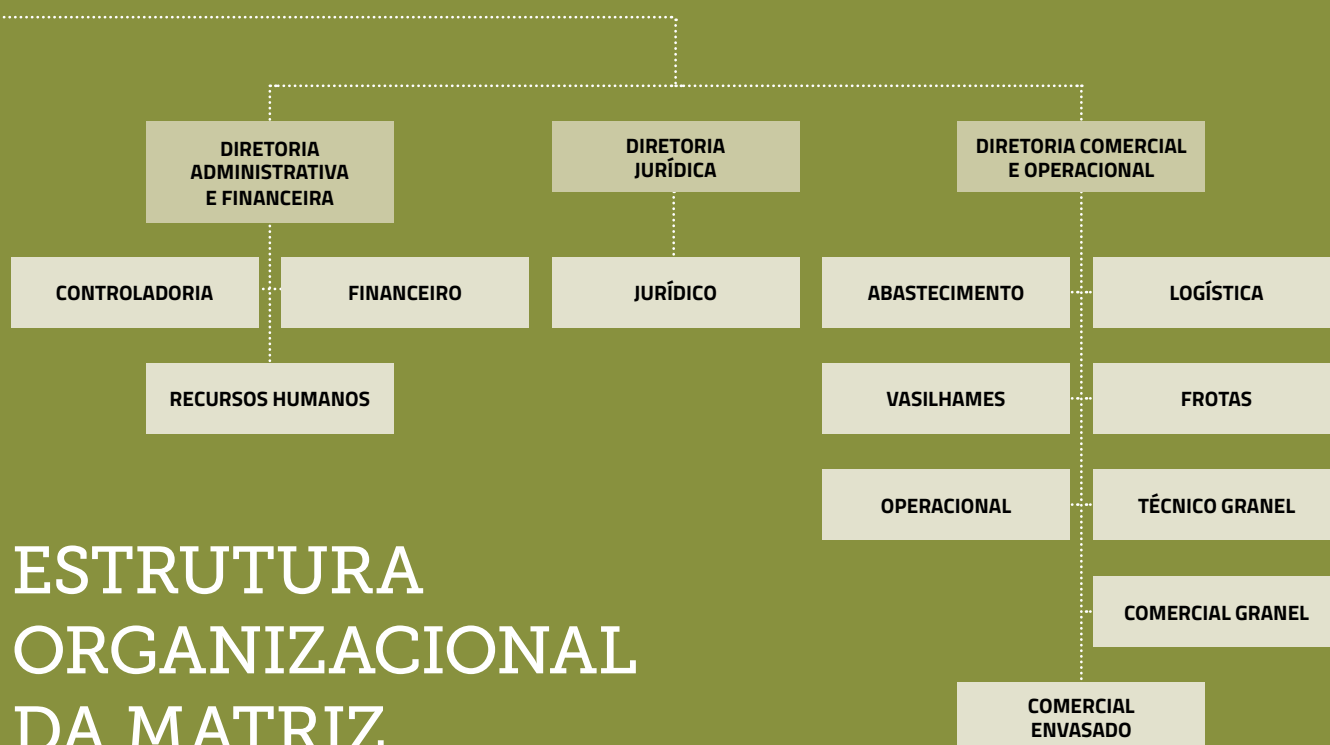 DIRETORIA
ADMINISTRATIVA
E FINANCEIRA
DIRETORIA
JURÍDICA
DIRETORIA COMERCIAL
E OPERACIONAL
CONTROLADORIA
FINANCEIRO
JURÍDICO
ABASTECIMENTO
LOGÍSTICA
RECURSOS HUMANOS
VASILHAMES
FROTAS
OPERACIONAL
TÉCNICO GRANEL
COMERCIAL GRANEL
COMERCIAL
ENVASADO
ESTRUTURA
ORGANIZACIONAL
DA MATRIZ